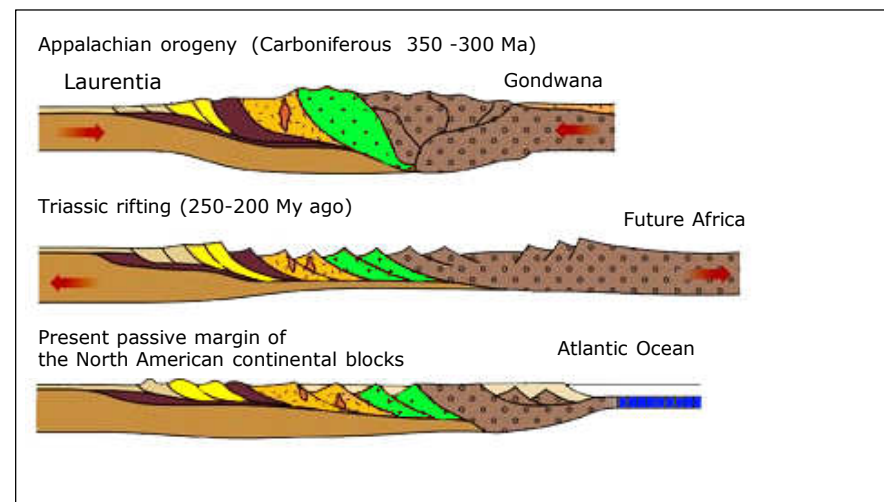 Appalachian orogeny (Carboniferous 350 -300 Ma)
Laurentia
Gondwana
Triassic rifting (250-200 My ago)
Future Africa
Present passive margin of
the North American continental blocks
Atlantic Ocean